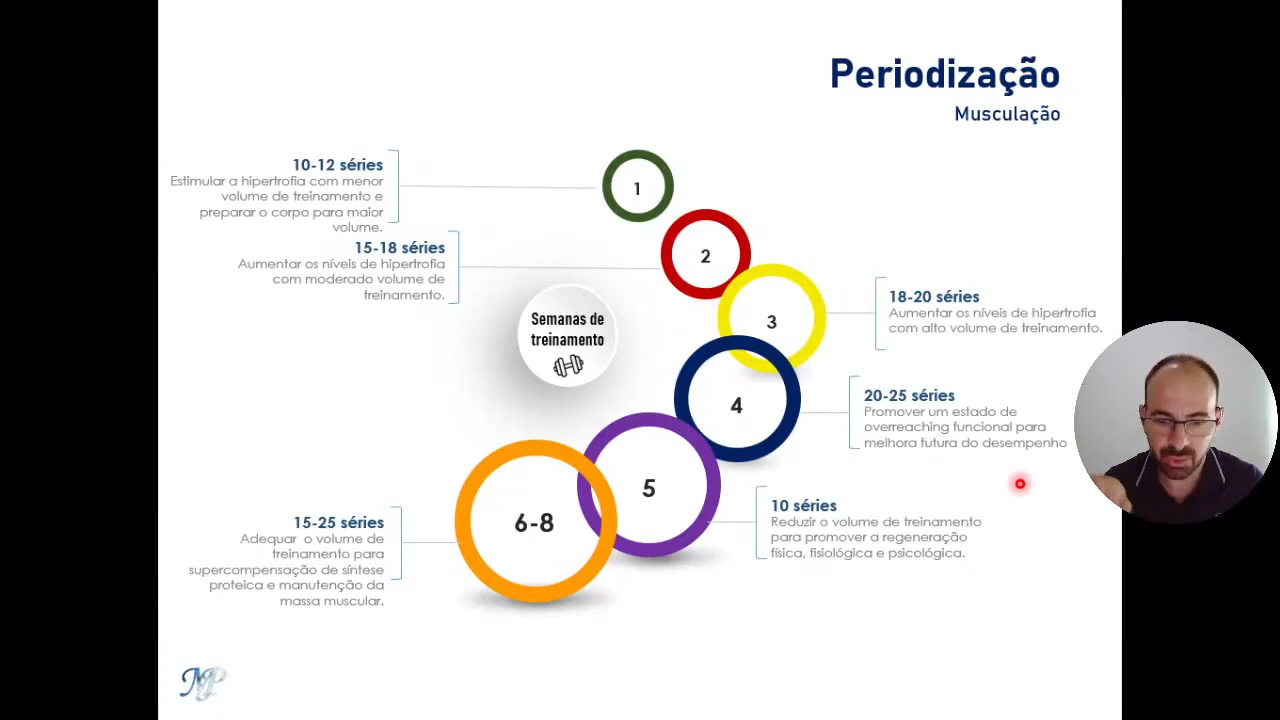 Periodização
Musculação
10-12 séries
Estimular a hipertrofia com menor
volume de treinamento e
preparar o corpo para maior
volume.
1
15-18 séries
Aumentar os níveis de hipertrofia
com moderado volume de
treinamento.
2
18-20 séries
Aumentar os níveis de hipertrofia
com alto volume de treinamento.
3
Semanas de
treinamento
20-25 séries
Promover um estado de
overreaching funcional para
melhora futura do desempenho
4
10 séries
Reduzir o volume de treinamento
para promover a regeneração
física, fisiológica e psicológica.
5
15-25 séries
Adequar o volume de
treinamento para
supercompensação de síntese
proteica e manutenção da
massa muscular.
6-8
MP